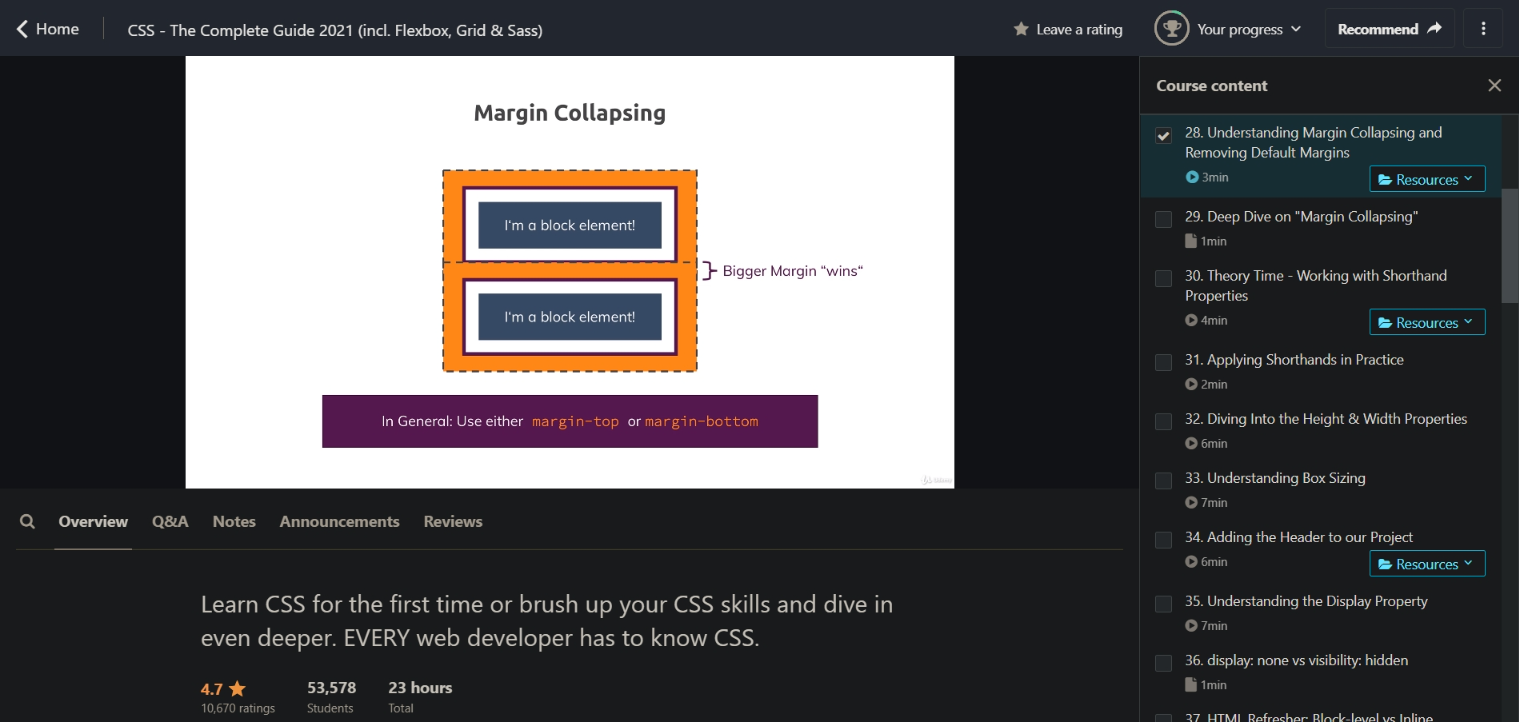 Home
CSS - The Complete Guide 2021 (incl. Flexbox, Grid & Sass)
Leave a rating
Your progress
Recommend
Margin Collapsing
I'm a block element!
Bigger Margin “wins“
I'm a block element!
In General: Use either margin-top or margin-bottom
Overview
Q&A
Notes
Announcements
Reviews
Learn CSS for the first time or brush up your CSS skills and dive in
even deeper. EVERY web developer has to know CSS.
4.7
10,670 ratings
53,578
Students
23 hours
Total
Course content
28. Understanding Margin Collapsing and
Removing Default Margins
3min
Resources
29. Deep Dive on "Margin Collapsing"
1min
30. Theory Time - Working with Shorthand
Properties
4min
Resources
31. Applying Shorthands in Practice
2min
32. Diving Into the Height & Width Properties
6min
33. Understanding Box Sizing
7min
34. Adding the Header to our Project
6min
Resources
35. Understanding the Display Property
7min
36. display: none vs visibility: hidden
1min
37. HTML Refresher: Block-level vs Inline